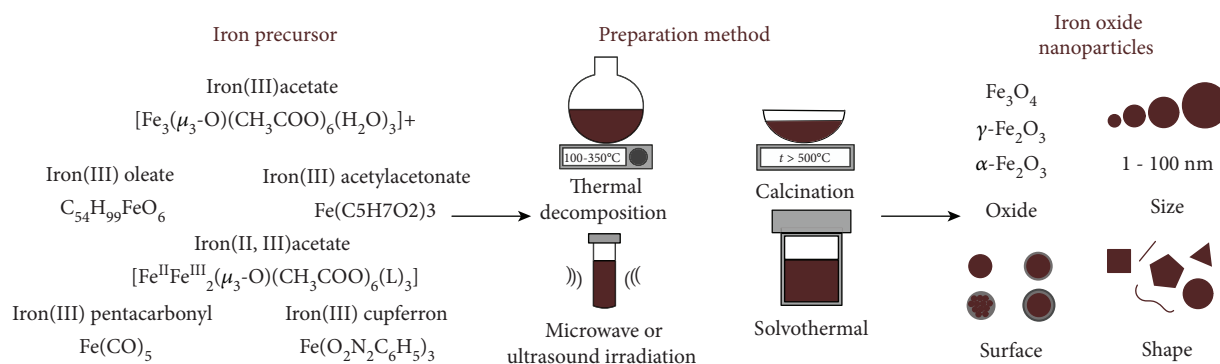 Iron precursor
Iron(III)acetate
[Fe₃(μ₃-O)(CH₃COO)₆(H₂O)₃]+
Iron(III) oleate
C₅₄H₉₉FeO₆
Iron(III) acetylacetonate
Fe(C5H7O2)3
Iron(II, III)acetate
[FeᴵᴵFeᴵᴵᴵ₂(μ₃-O)(CH₃COO)₆(L)₃]
Iron(III) pentacarbonyl
Fe(CO)₅
Iron(III) cupferron
Fe(O₂N₂C₆H₅)₃
Preparation method
100-350°C
Thermal
decomposition
t > 500°C
Calcination
Microwave or
ultrasound irradiation
Solvothermal
Iron oxide
nanoparticles
Fe₃O₄
γ-Fe₂O₃
α-Fe₂O₃
Oxide
1 - 100 nm
Size
Surface
Shape